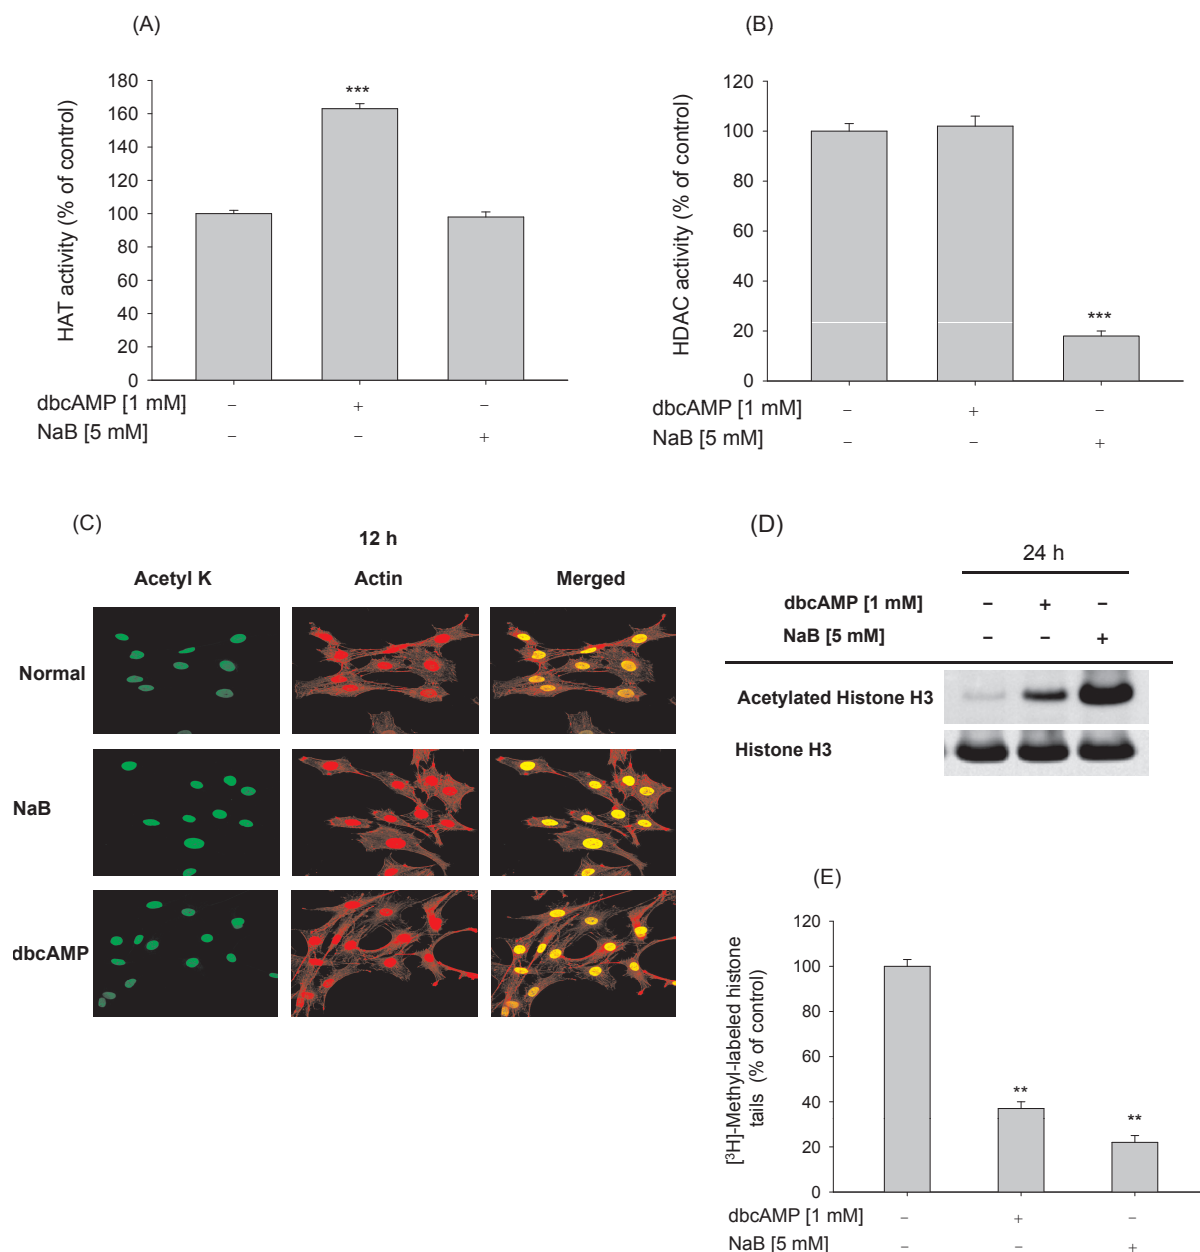 (A)
HAT activity (% of control)
180
160
140
120
100
80
60
40
20
0
***
dbcAMP [1 mM] – + –
NaB [5 mM] – – +
(B)
HDAC activity (% of control)
120
100
80
60
40
20
0
***
dbcAMP [1 mM] – + –
NaB [5 mM] – – +
(C)
12 h
Acetyl K Actin Merged
Normal
NaB
dbcAMP
(D)
24 h
dbcAMP [1 mM] – + –
NaB [5 mM] – – +
Acetylated Histone H3
Histone H3
(E)
[³H]-Methyl-labeled histone
tails (% of control)
120
100
80
60
40
20
0
**
**
dbcAMP [1 mM] – + –
NaB [5 mM] – – +